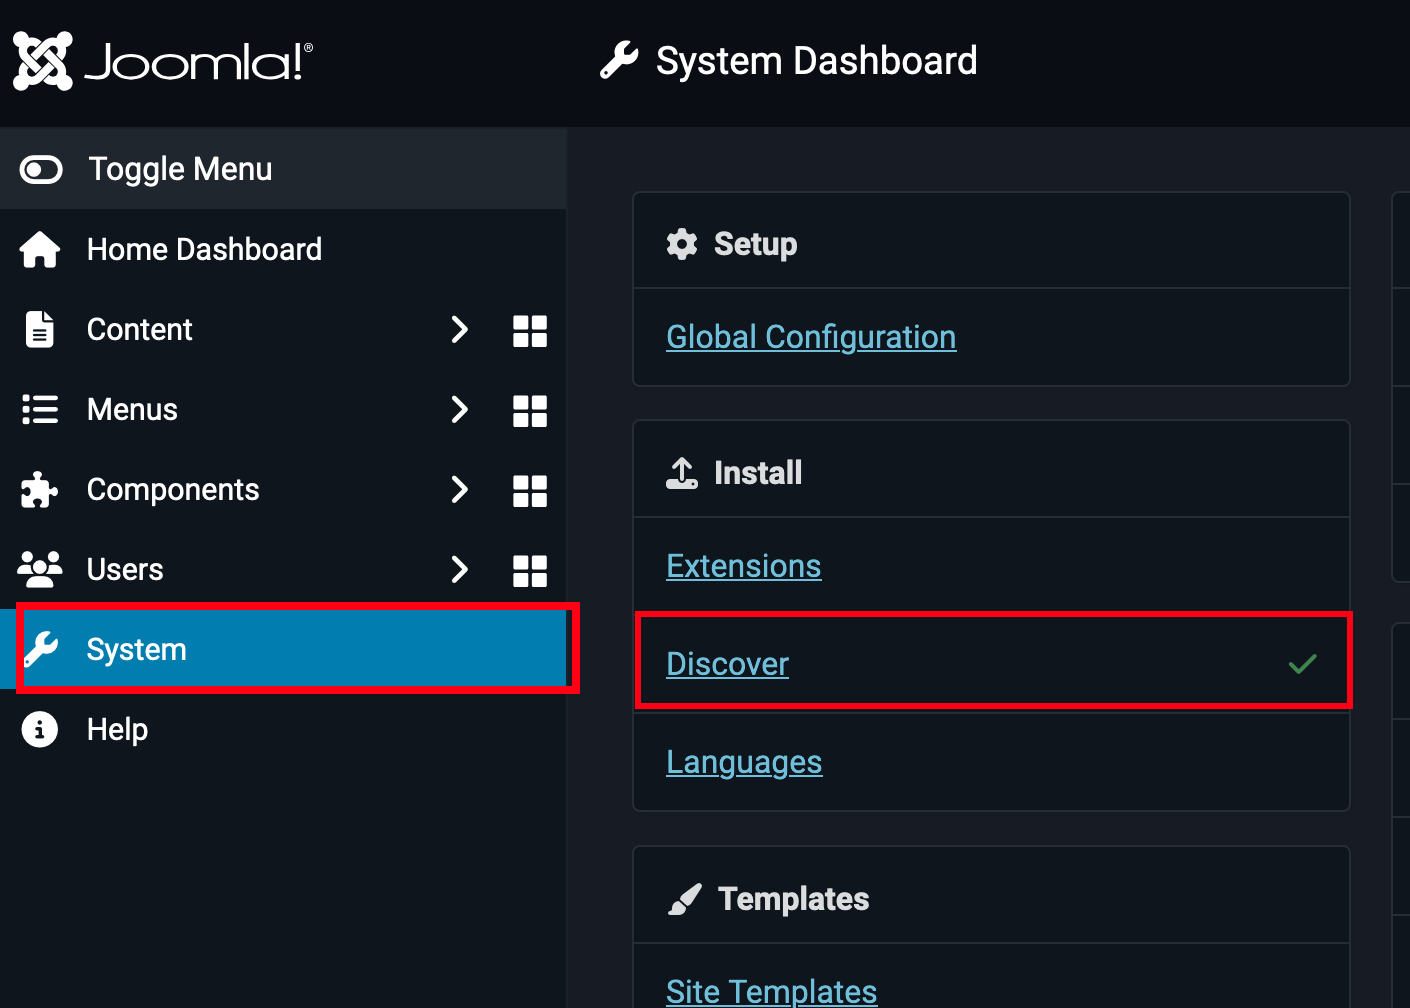 Joomla!®
System Dashboard
Toggle Menu
Home Dashboard
Content
Menus
Components
Users
System
Help
Setup
Global Configuration
Install
Extensions
Discover
Languages
Templates
Site Templates